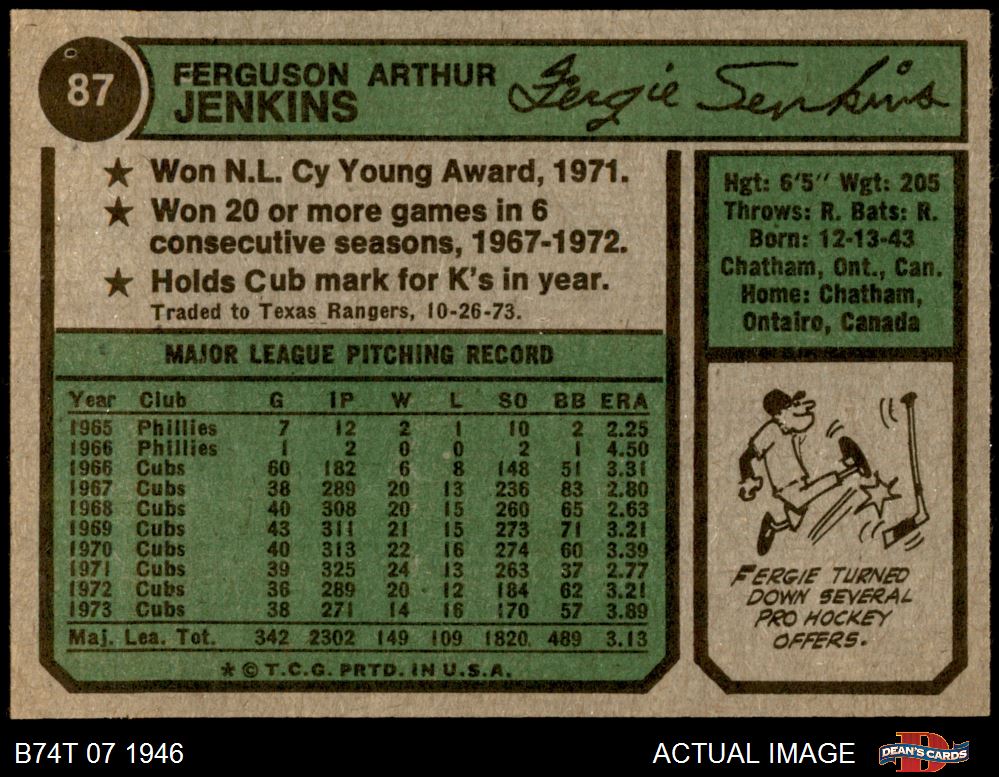 87
FERGUSON ARTHUR
JENKINS
Fergie Jenkins
★ Won N.L. Cy Young Award, 1971.
★ Won 20 or more games in 6
consecutive seasons, 1967-1972.
★ Holds Cub mark for K's in year.
Traded to Texas Rangers, 10-26-73.
Hgt: 6'5" Wgt: 205
Throws: R. Bats: R.
Born: 12-13-43
Chatham, Ont., Can.
Home: Chatham,
Ontairo, Canada
MAJOR LEAGUE PITCHING RECORD
Year Club G IP W L SO BB ERA
1965 Phillies 7 12 2 1 10 2 2.25
1966 Phillies 1 2 0 0 2 1 4.50
1966 Cubs 60 182 6 8 148 51 3.31
1967 Cubs 38 289 20 13 236 83 2.80
1968 Cubs 40 308 20 15 260 65 2.63
1969 Cubs 43 311 21 15 273 71 3.21
1970 Cubs 40 313 22 16 274 60 3.39
1971 Cubs 39 325 24 13 263 37 2.77
1972 Cubs 36 289 20 12 184 62 3.21
1973 Cubs 38 271 14 16 170 57 3.89
Maj. Lea. Tot. 342 2302 149 109 1820 489 3.13
★ © T.C.G. PRTD. IN U.S.A.
FERGIE TURNED
DOWN SEVERAL
PRO HOCKEY
OFFERS.
B74T 07 1946
ACTUAL IMAGE
D
DEAN'S CARDS